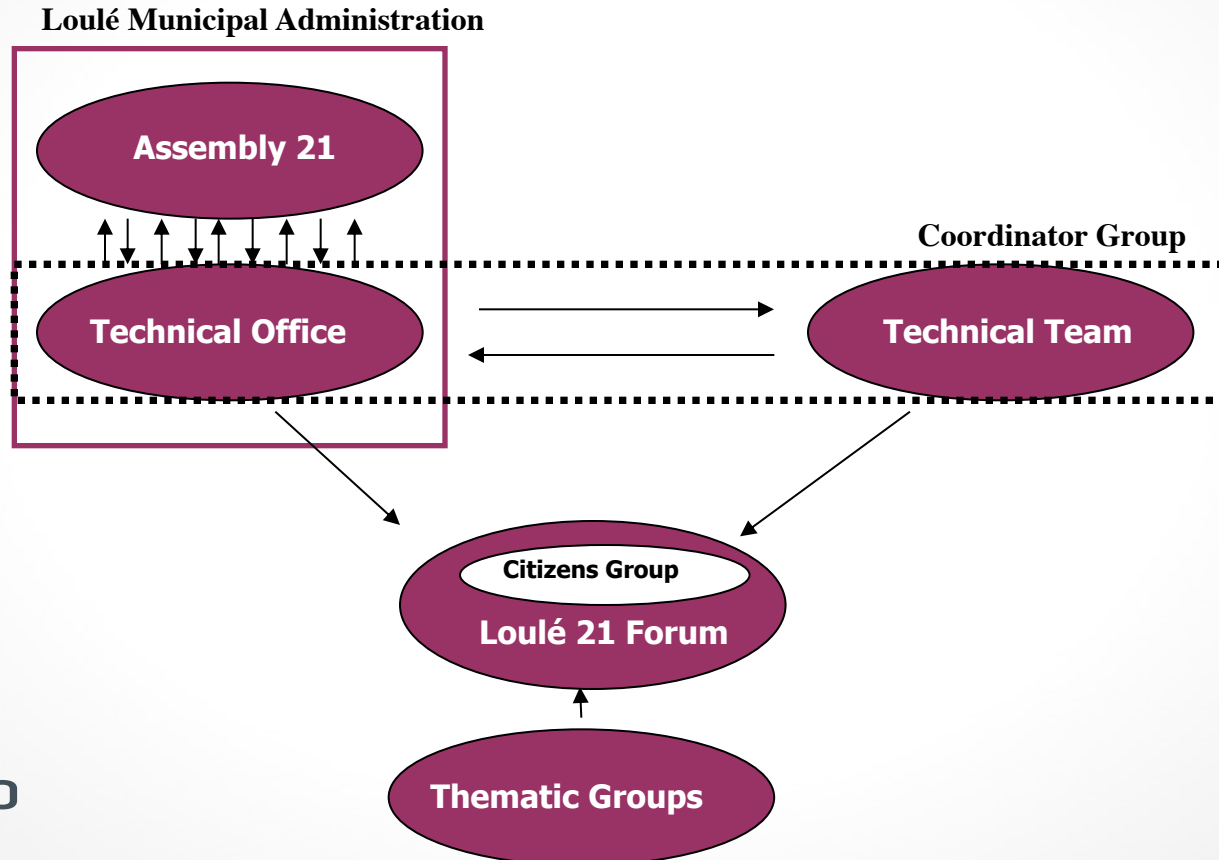 Loulé Municipal Administration
Assembly 21
Coordinator Group
Technical Office
Technical Team
Citizens Group
Loulé 21 Forum
Thematic Groups